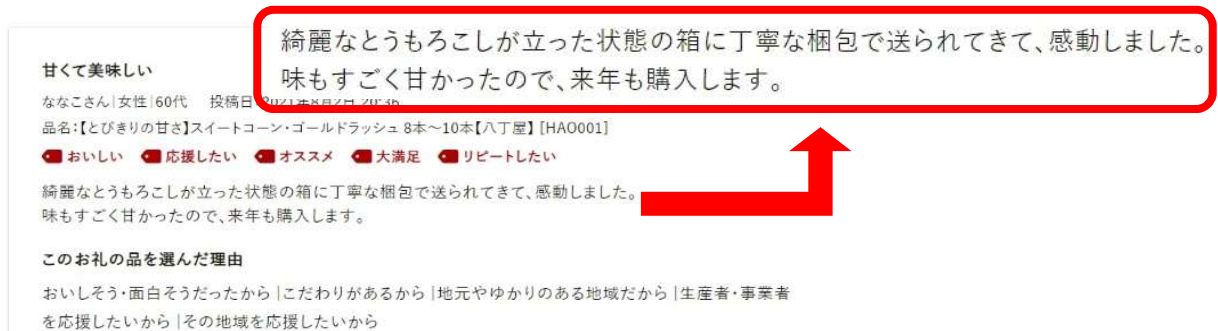 綺麗なとうもろこしが立った状態の箱に丁寧な梱包で送られてきて、感動しました。
味もすごく甘かったので、来年も購入します。
甘くて美味しい
ななこさん|女性|60代 投稿日:2021年8月2日 20:36
品名:【とびきりの甘さ】スイートコーン・ゴールドラッシュ 8本～10本【八丁屋】 [HAO001]
おいしい 応援したい オススメ 大満足 リピートしたい
綺麗なとうもろこしが立った状態の箱に丁寧な梱包で送られてきて、感動しました。
味もすごく甘かったので、来年も購入します。
このお礼の品を選んだ理由
おいしそう・面白そうだったから |こだわりがあるから |地元やゆかりのある地域だから |生産者・事業者
を応援したいから |その地域を応援したいから